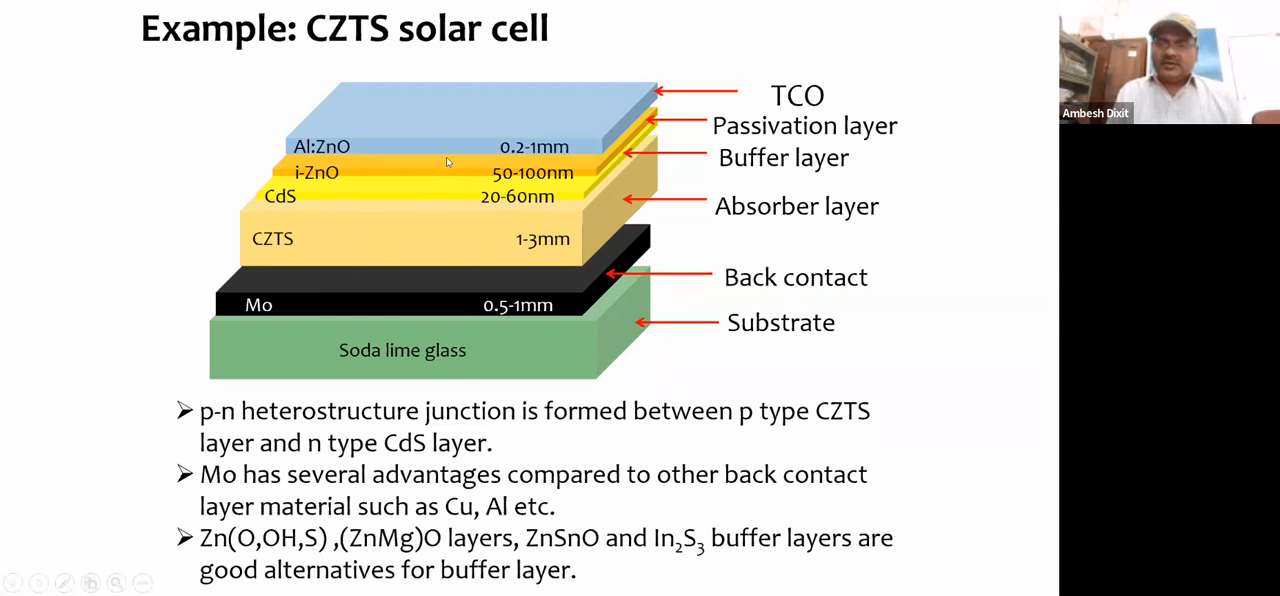 Example: CZTS solar cell
Ambesh Dixit
TCO
Passivation layer
Al:ZnO 0.2-1mm
Buffer layer
i-ZnO 50-100nm
CdS 20-60nm
Absorber layer
CZTS 1-3mm
Back contact
Mo 0.5-1mm
Substrate
Soda lime glass
➢ p-n heterostructure junction is formed between p type CZTS
layer and n type CdS layer.
➢ Mo has several advantages compared to other back contact
layer material such as Cu, Al etc.
➢ Zn(O,OH,S) ,(ZnMg)O layers, ZnSnO and In₂S₃ buffer layers are
good alternatives for buffer layer.